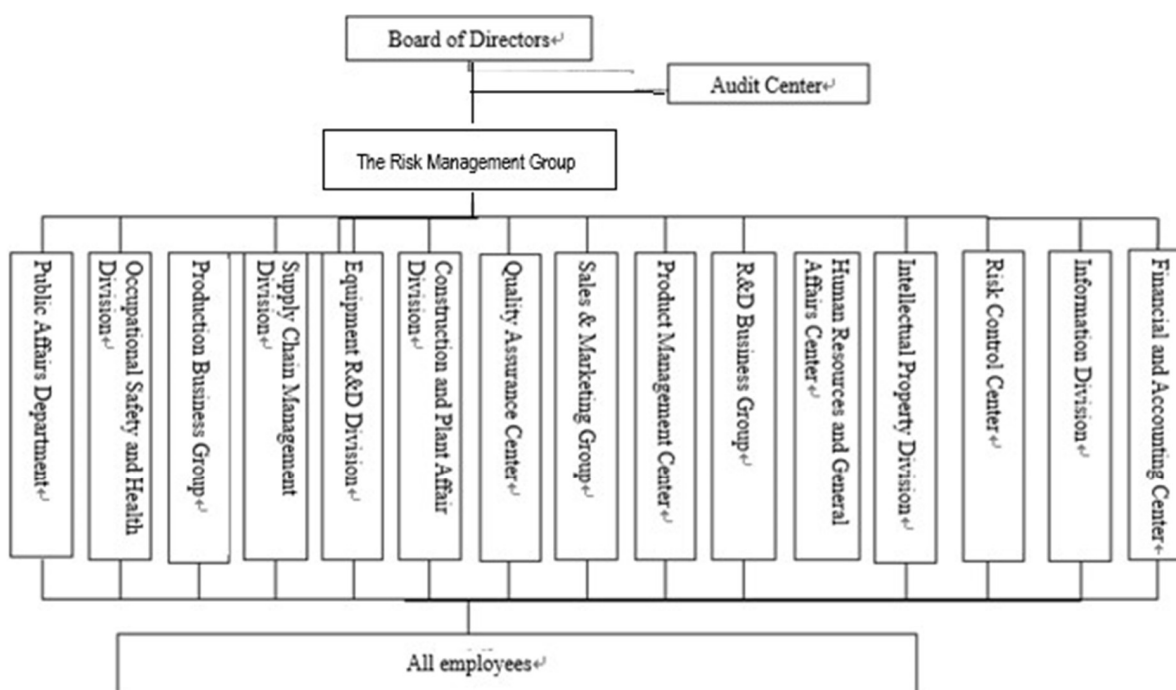 Board of Directors↵
Audit Center↵
The Risk Management Group
Public Affairs Department↵
Occupational Safety and Health
Division↵
Production Business Group↵
Supply Chain Management
Division↵
Equipment R&D Division↵
Construction and Plant Affair
Division↵
Quality Assurance Center↵
Sales & Marketing Group↵
Product Management Center↵
R&D Business Group↵
Human Resources and General
Affairs Center↵
Intellectual Property Division↵
Risk Control Center↵
Information Division↵
Financial and Accounting Center↵
All employees↵